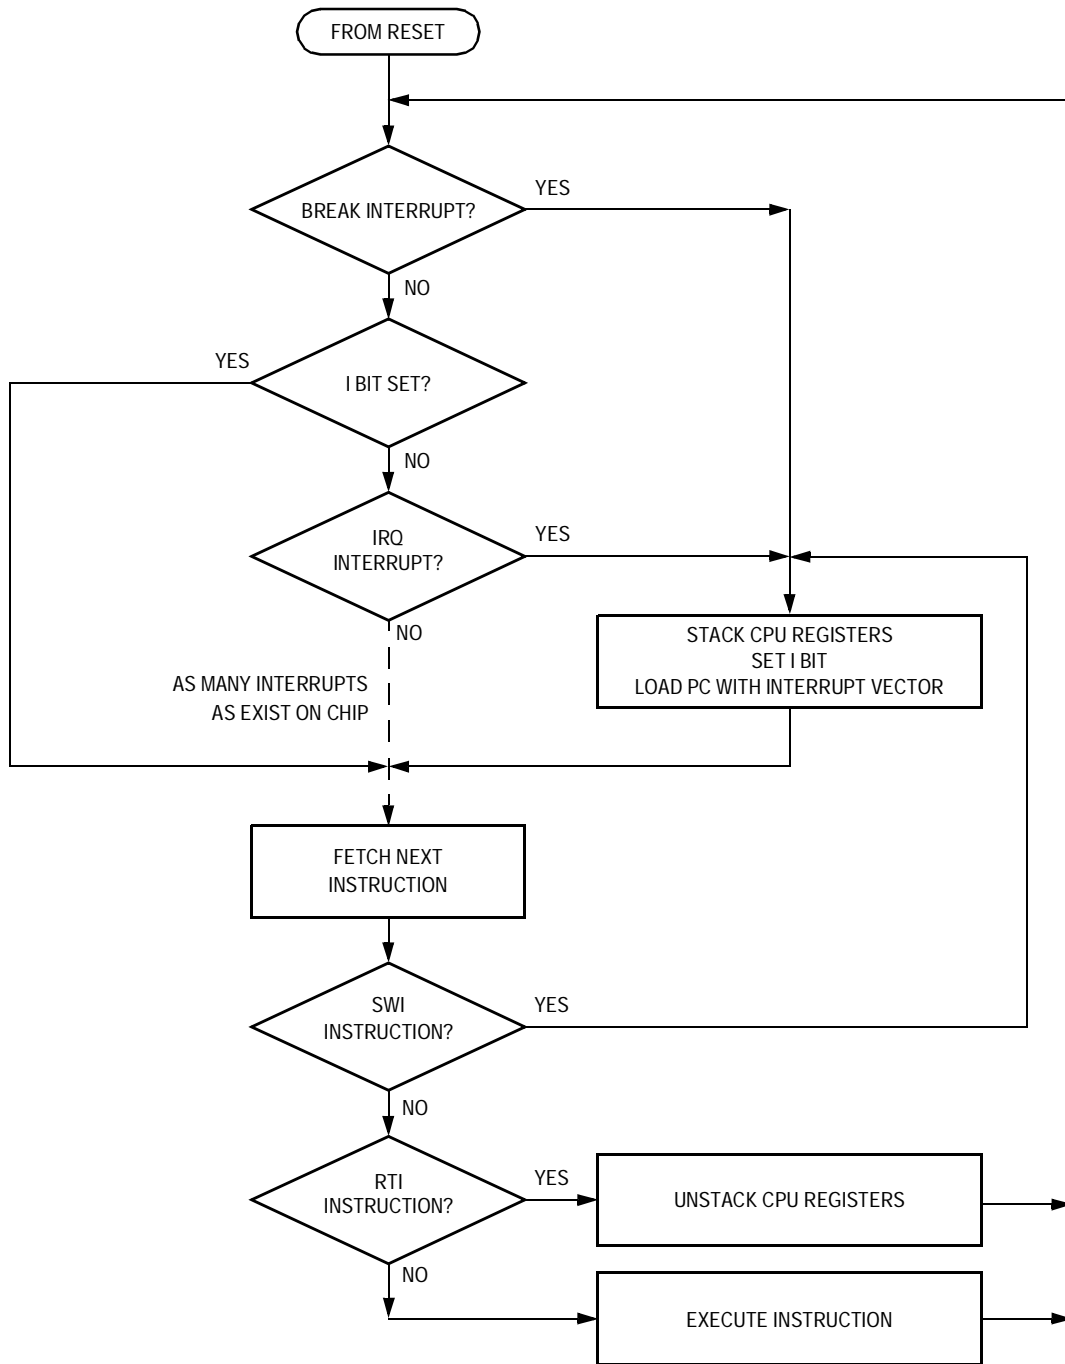 FROM RESET
BREAK INTERRUPT?
YES
NO
YES
I BIT SET?
NO
IRQ
INTERRUPT?
YES
NO
STACK CPU REGISTERS
SET I BIT
LOAD PC WITH INTERRUPT VECTOR
AS MANY INTERRUPTS
AS EXIST ON CHIP
FETCH NEXT
INSTRUCTION
SWI
INSTRUCTION?
YES
NO
RTI
INSTRUCTION?
YES
UNSTACK CPU REGISTERS
NO
EXECUTE INSTRUCTION